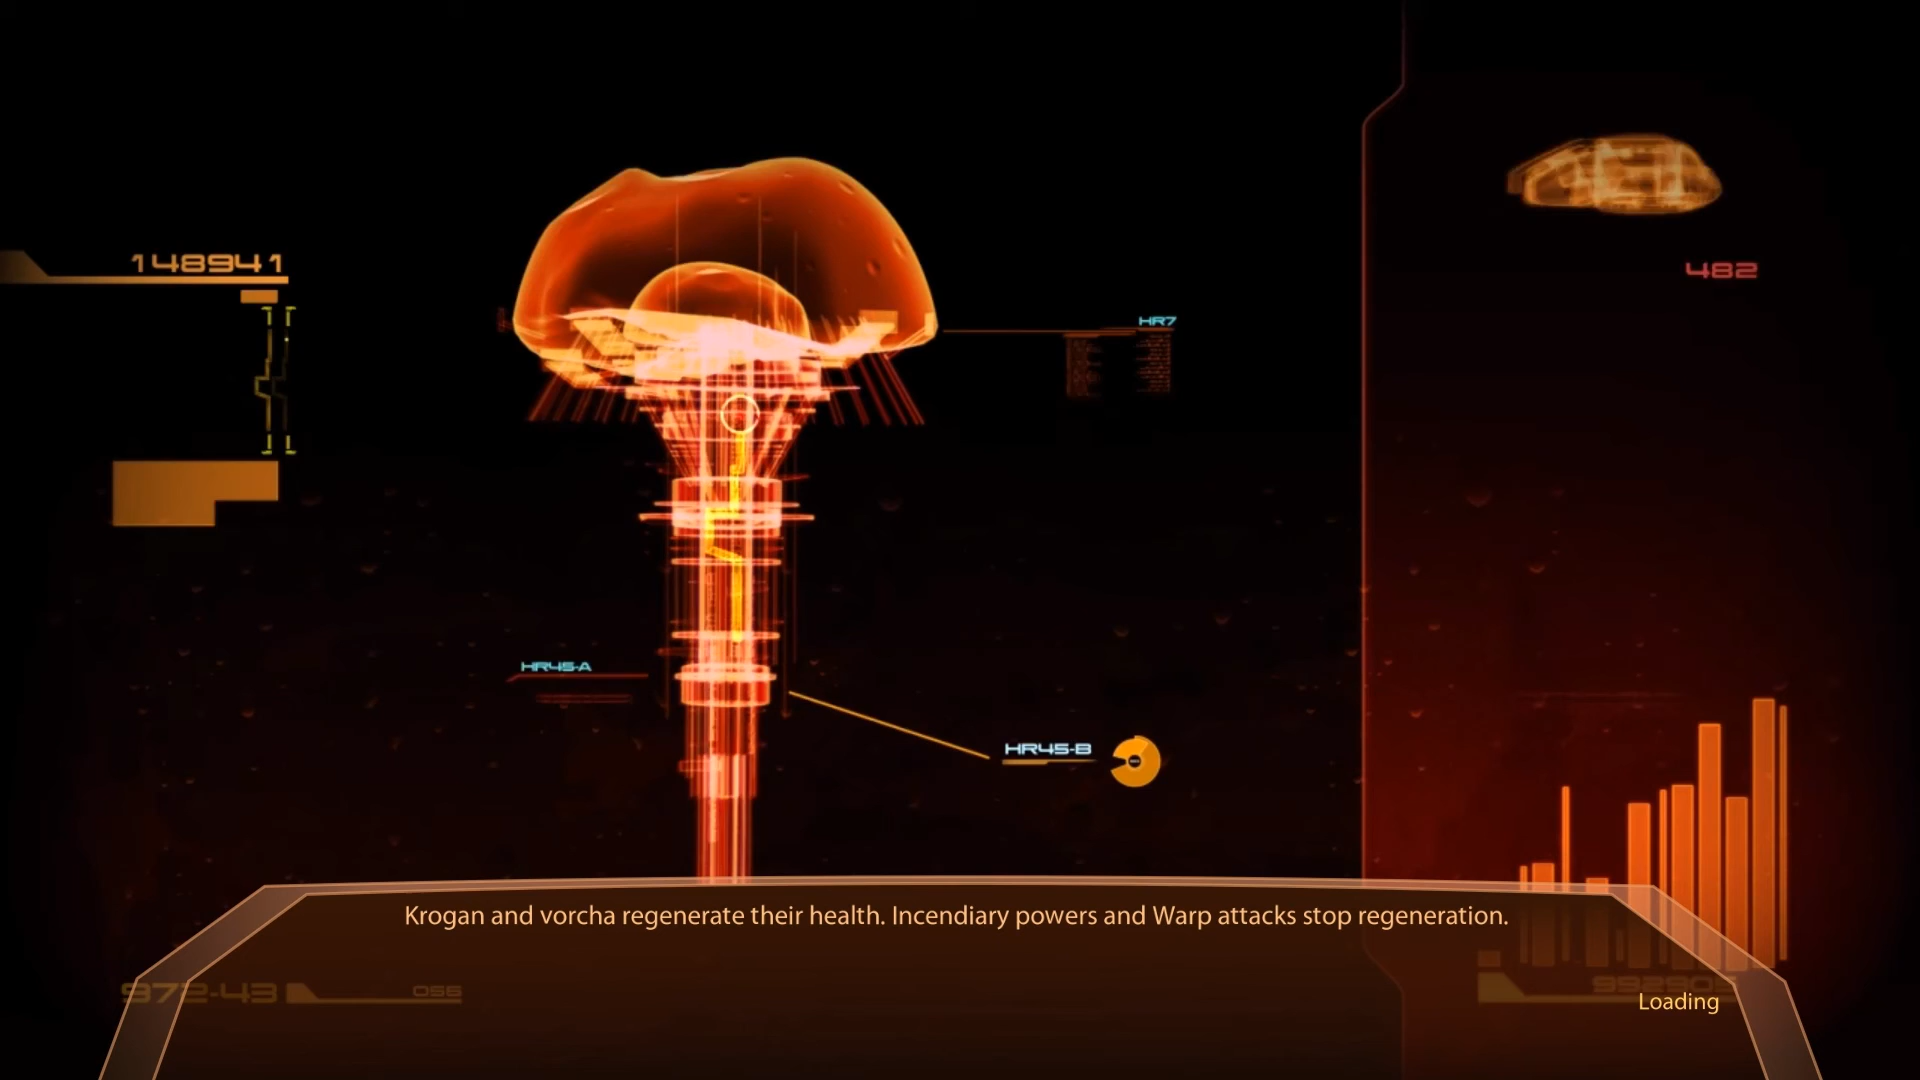 148941
482
HR7
HR45-A
HR45-B
Krogan and vorcha regenerate their health. Incendiary powers and Warp attacks stop regeneration.
972-43
056
Loading